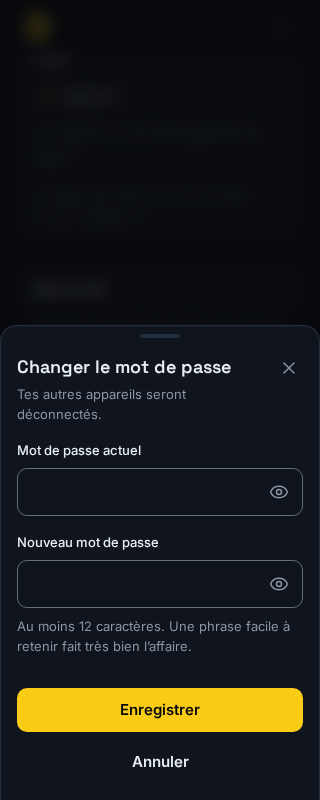 Changer le mot de passe
Tes autres appareils seront
déconnectés.
Mot de passe actuel
Nouveau mot de passe
Au moins 12 caractères. Une phrase facile à
retenir fait très bien l’affaire.
Enregistrer
Annuler